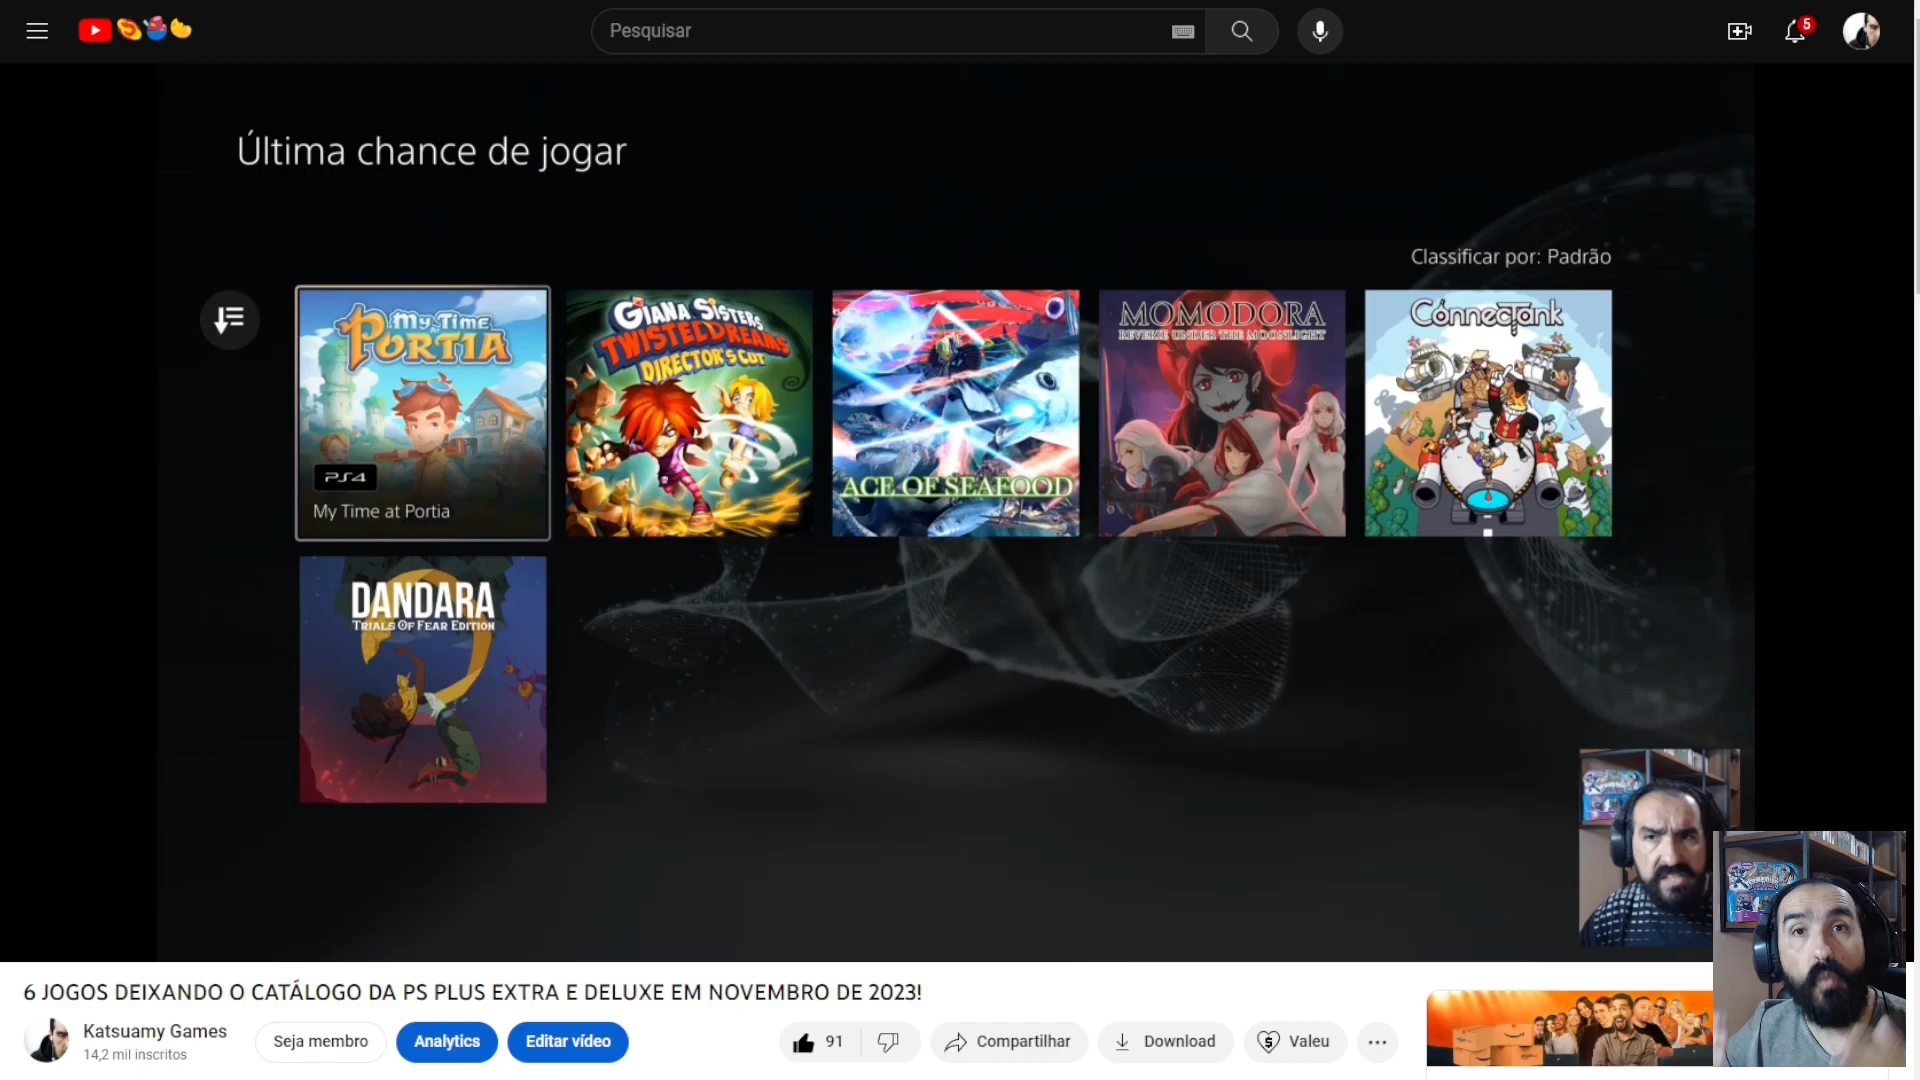 Pesquisar
5
Última chance de jogar
Classificar por: Padrão
My Time
AT
PORTIA
PS4
My Time at Portia
GIANA SISTERS
TWISTED DREAMS
DIRECTOR'S CUT
ACE OF SEAFOOD
MOMODORA
REVERIE UNDER THE MOONLIGHT
CONNECTANK
DANDARA
TRIALS OF FEAR EDITION
6 JOGOS DEIXANDO O CATÁLOGO DA PS PLUS EXTRA E DELUXE EM NOVEMBRO DE 2023!
Katsuamy Games
14,2 mil inscritos
Seja membro
Analytics
Editar vídeo
91
Compartilhar
Download
Valeu